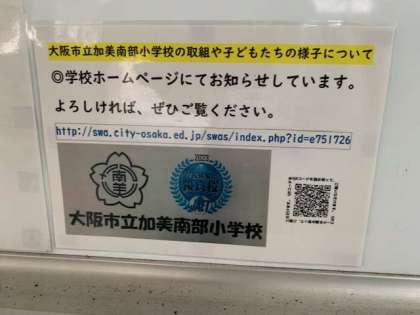 大阪市立加美南部小学校の取組や子どもたちの様子について
◎学校ホームページにてお知らせしています。
よろしければ、ぜひご覧ください。
http://swa.city-osaka.ed.jp/swas/index.php?id=e751726
南
美
大阪市立加美南部小学校